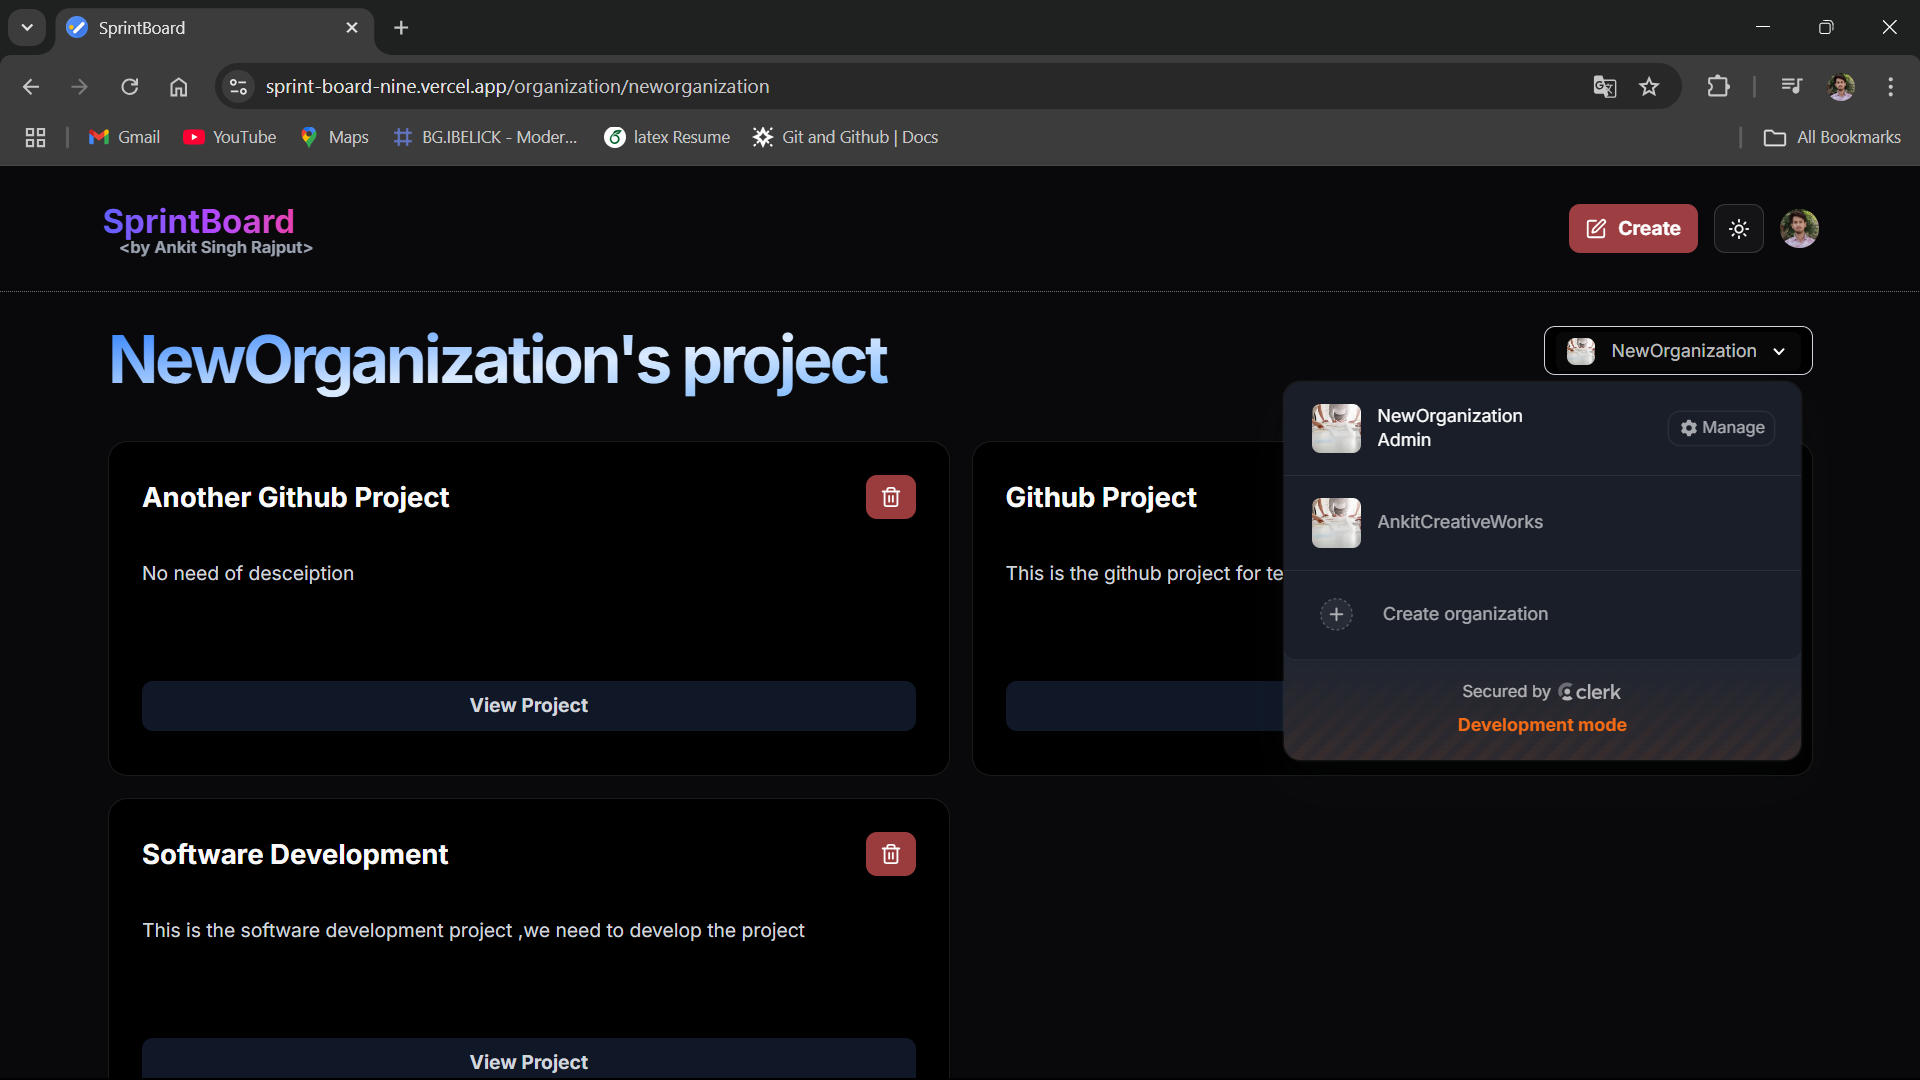 SprintBoard
sprint-board-nine.vercel.app/organization/neworganization
Gmail
YouTube
Maps
BG.IBELICK - Moder...
latex Resume
Git and Github | Docs
All Bookmarks
SprintBoard
<by Ankit Singh Rajput>
Create
NewOrganization's project
NewOrganization
NewOrganization
Admin
Manage
AnkitCreativeWorks
Create organization
Secured by clerk
Development mode
Another Github Project
No need of desceiption
View Project
Github Project
This is the github project for te
Software Development
This is the software development project ,we need to develop the project
View Project